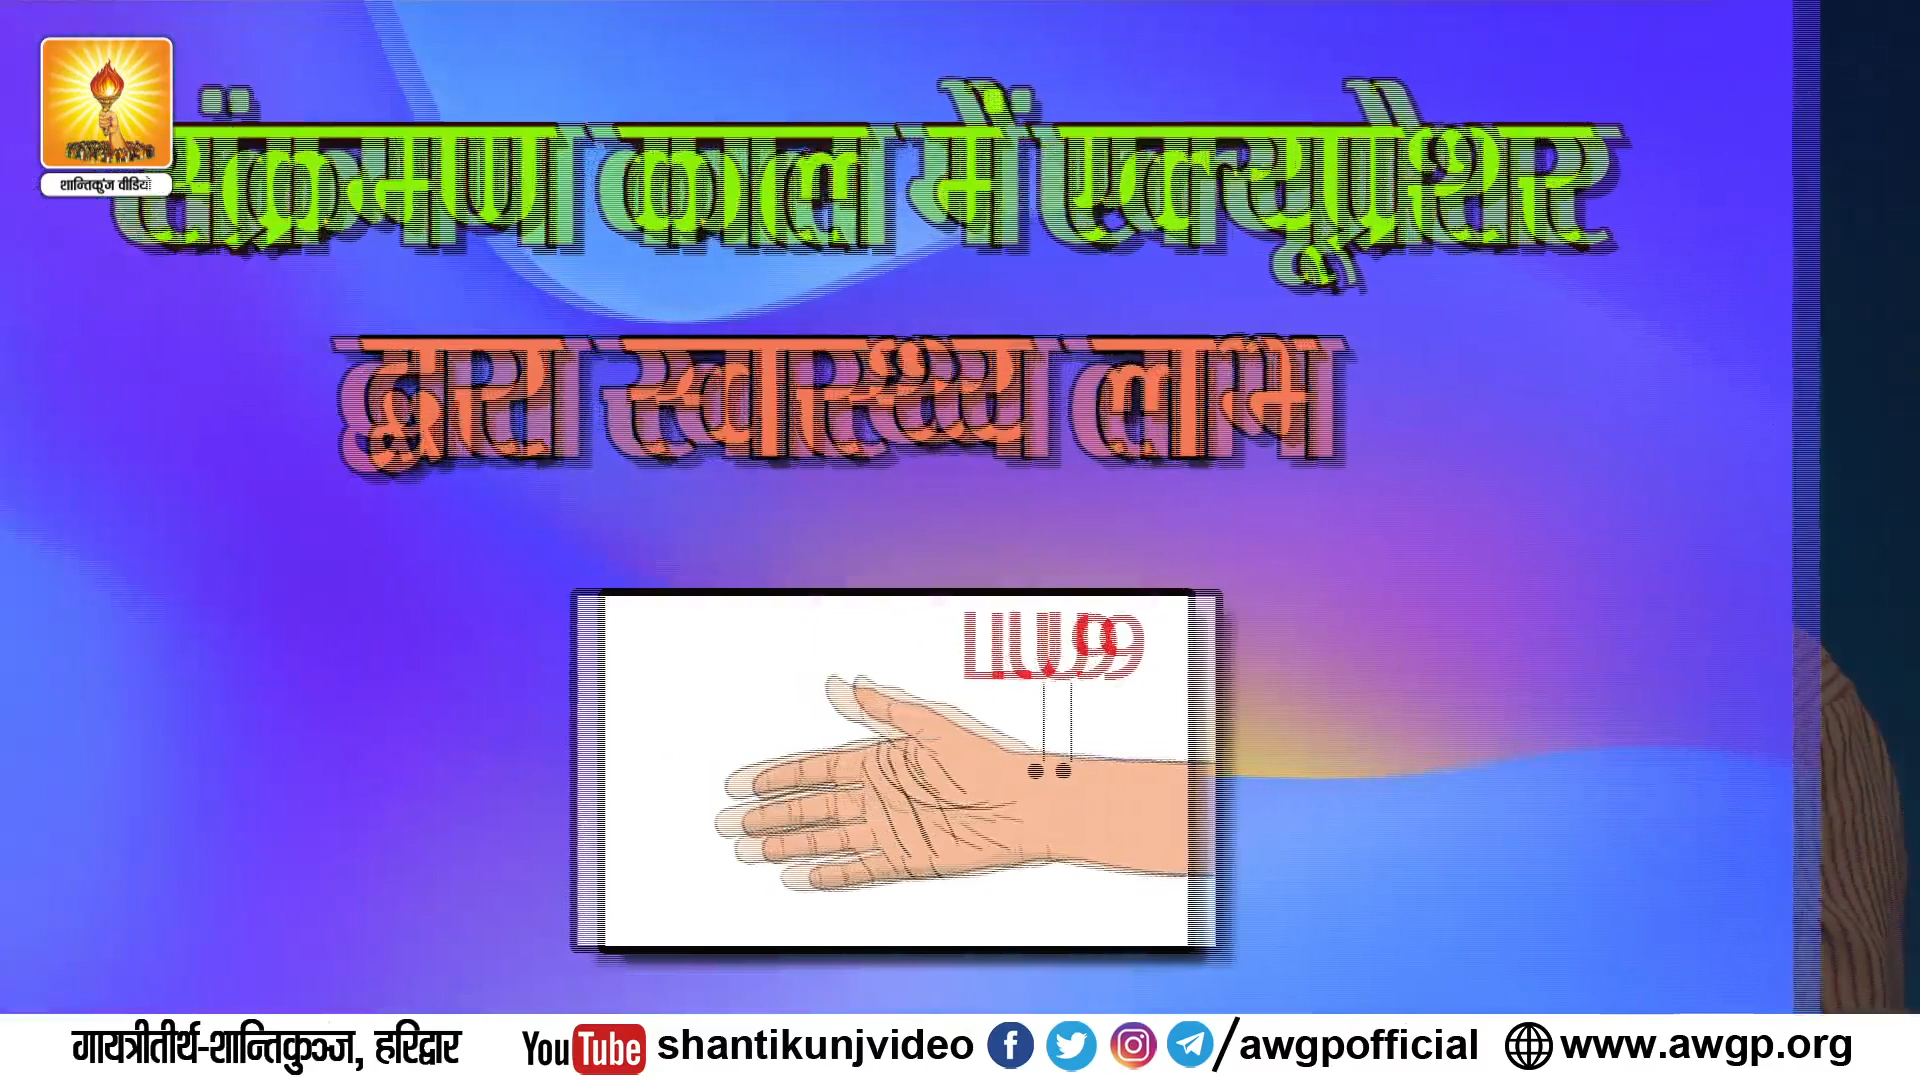 शान्तिकुंज वीडियो
संक्रमण काल में एक्यूप्रेशर
द्वारा स्वास्थ्य लाभ
LU 9
गायत्रीतीर्थ-शान्तिकुञ्ज, हरिद्वार YouTube shantikunjvideo /awgpofficial www.awgp.org